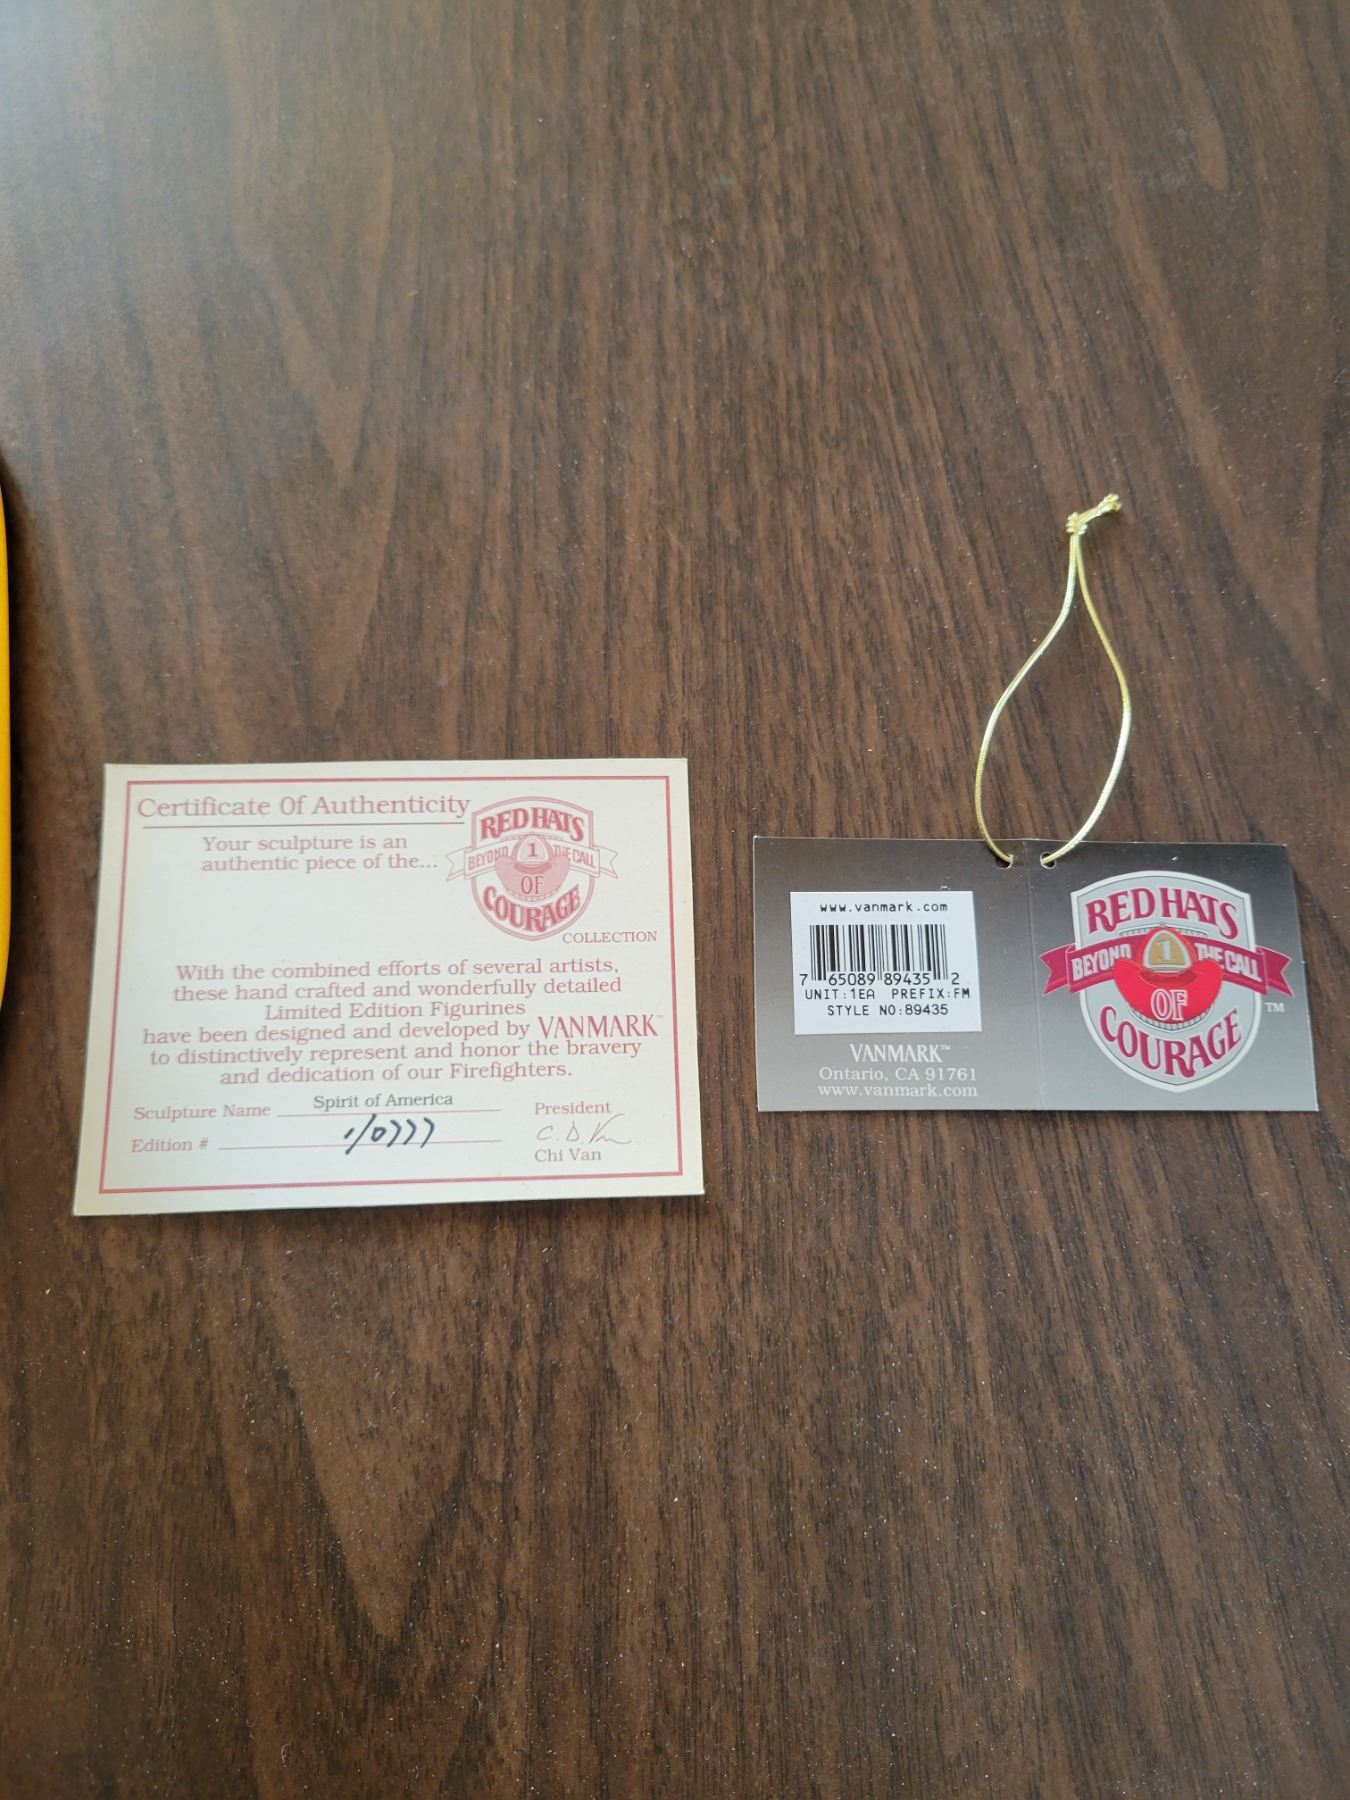 Certificate Of Authenticity
Your sculpture is an
authentic piece of the...
RED HATS
BEYOND 1 THE CALL
OF
COURAGE
COLLECTION
With the combined efforts of several artists,
these hand crafted and wonderfully detailed
Limited Edition Figurines
have been designed and developed by VANMARK™
to distinctively represent and honor the bravery
and dedication of our Firefighters.
Sculpture Name Spirit of America
Edition # 1/0777
President
C. D. Van
Chi Van
www.vanmark.com
7 65089 89435 2
UNIT:1EA PREFIX:FM
STYLE NO:89435
VANMARK™
Ontario, CA 91761
www.vanmark.com
RED HATS
BEYOND 1 THE CALL
OF
COURAGE
TM